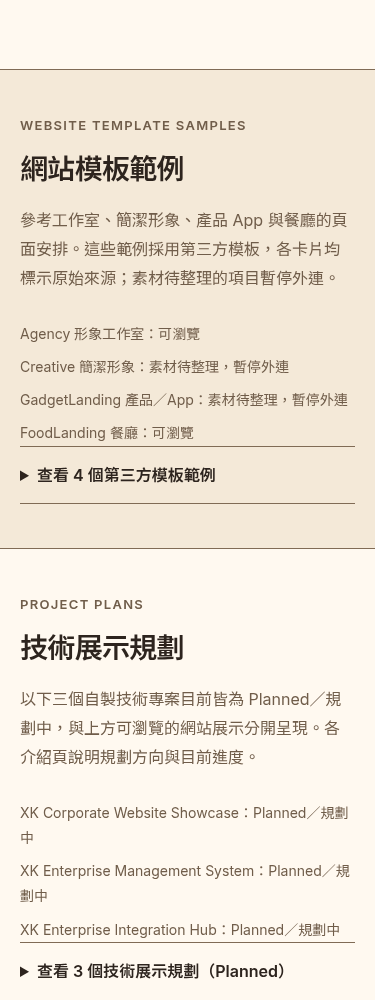 WEBSITE TEMPLATE SAMPLES
網站模板範例
參考工作室、簡潔形象、產品 App 與餐廳的頁
面安排。這些範例採用第三方模板，各卡片均
標示原始來源；素材待整理的項目暫停外連。
Agency 形象工作室：可瀏覽
Creative 簡潔形象：素材待整理，暫停外連
GadgetLanding 產品／App：素材待整理，暫停外連
FoodLanding 餐廳：可瀏覽
▶ 查看 4 個第三方模板範例
PROJECT PLANS
技術展示規劃
以下三個自製技術專案目前皆為 Planned／規
劃中，與上方可瀏覽的網站展示分開呈現。各
介紹頁說明規劃方向與目前進度。
XK Corporate Website Showcase：Planned／規劃
中
XK Enterprise Management System：Planned／規
劃中
XK Enterprise Integration Hub：Planned／規劃中
▶ 查看 3 個技術展示規劃（Planned）